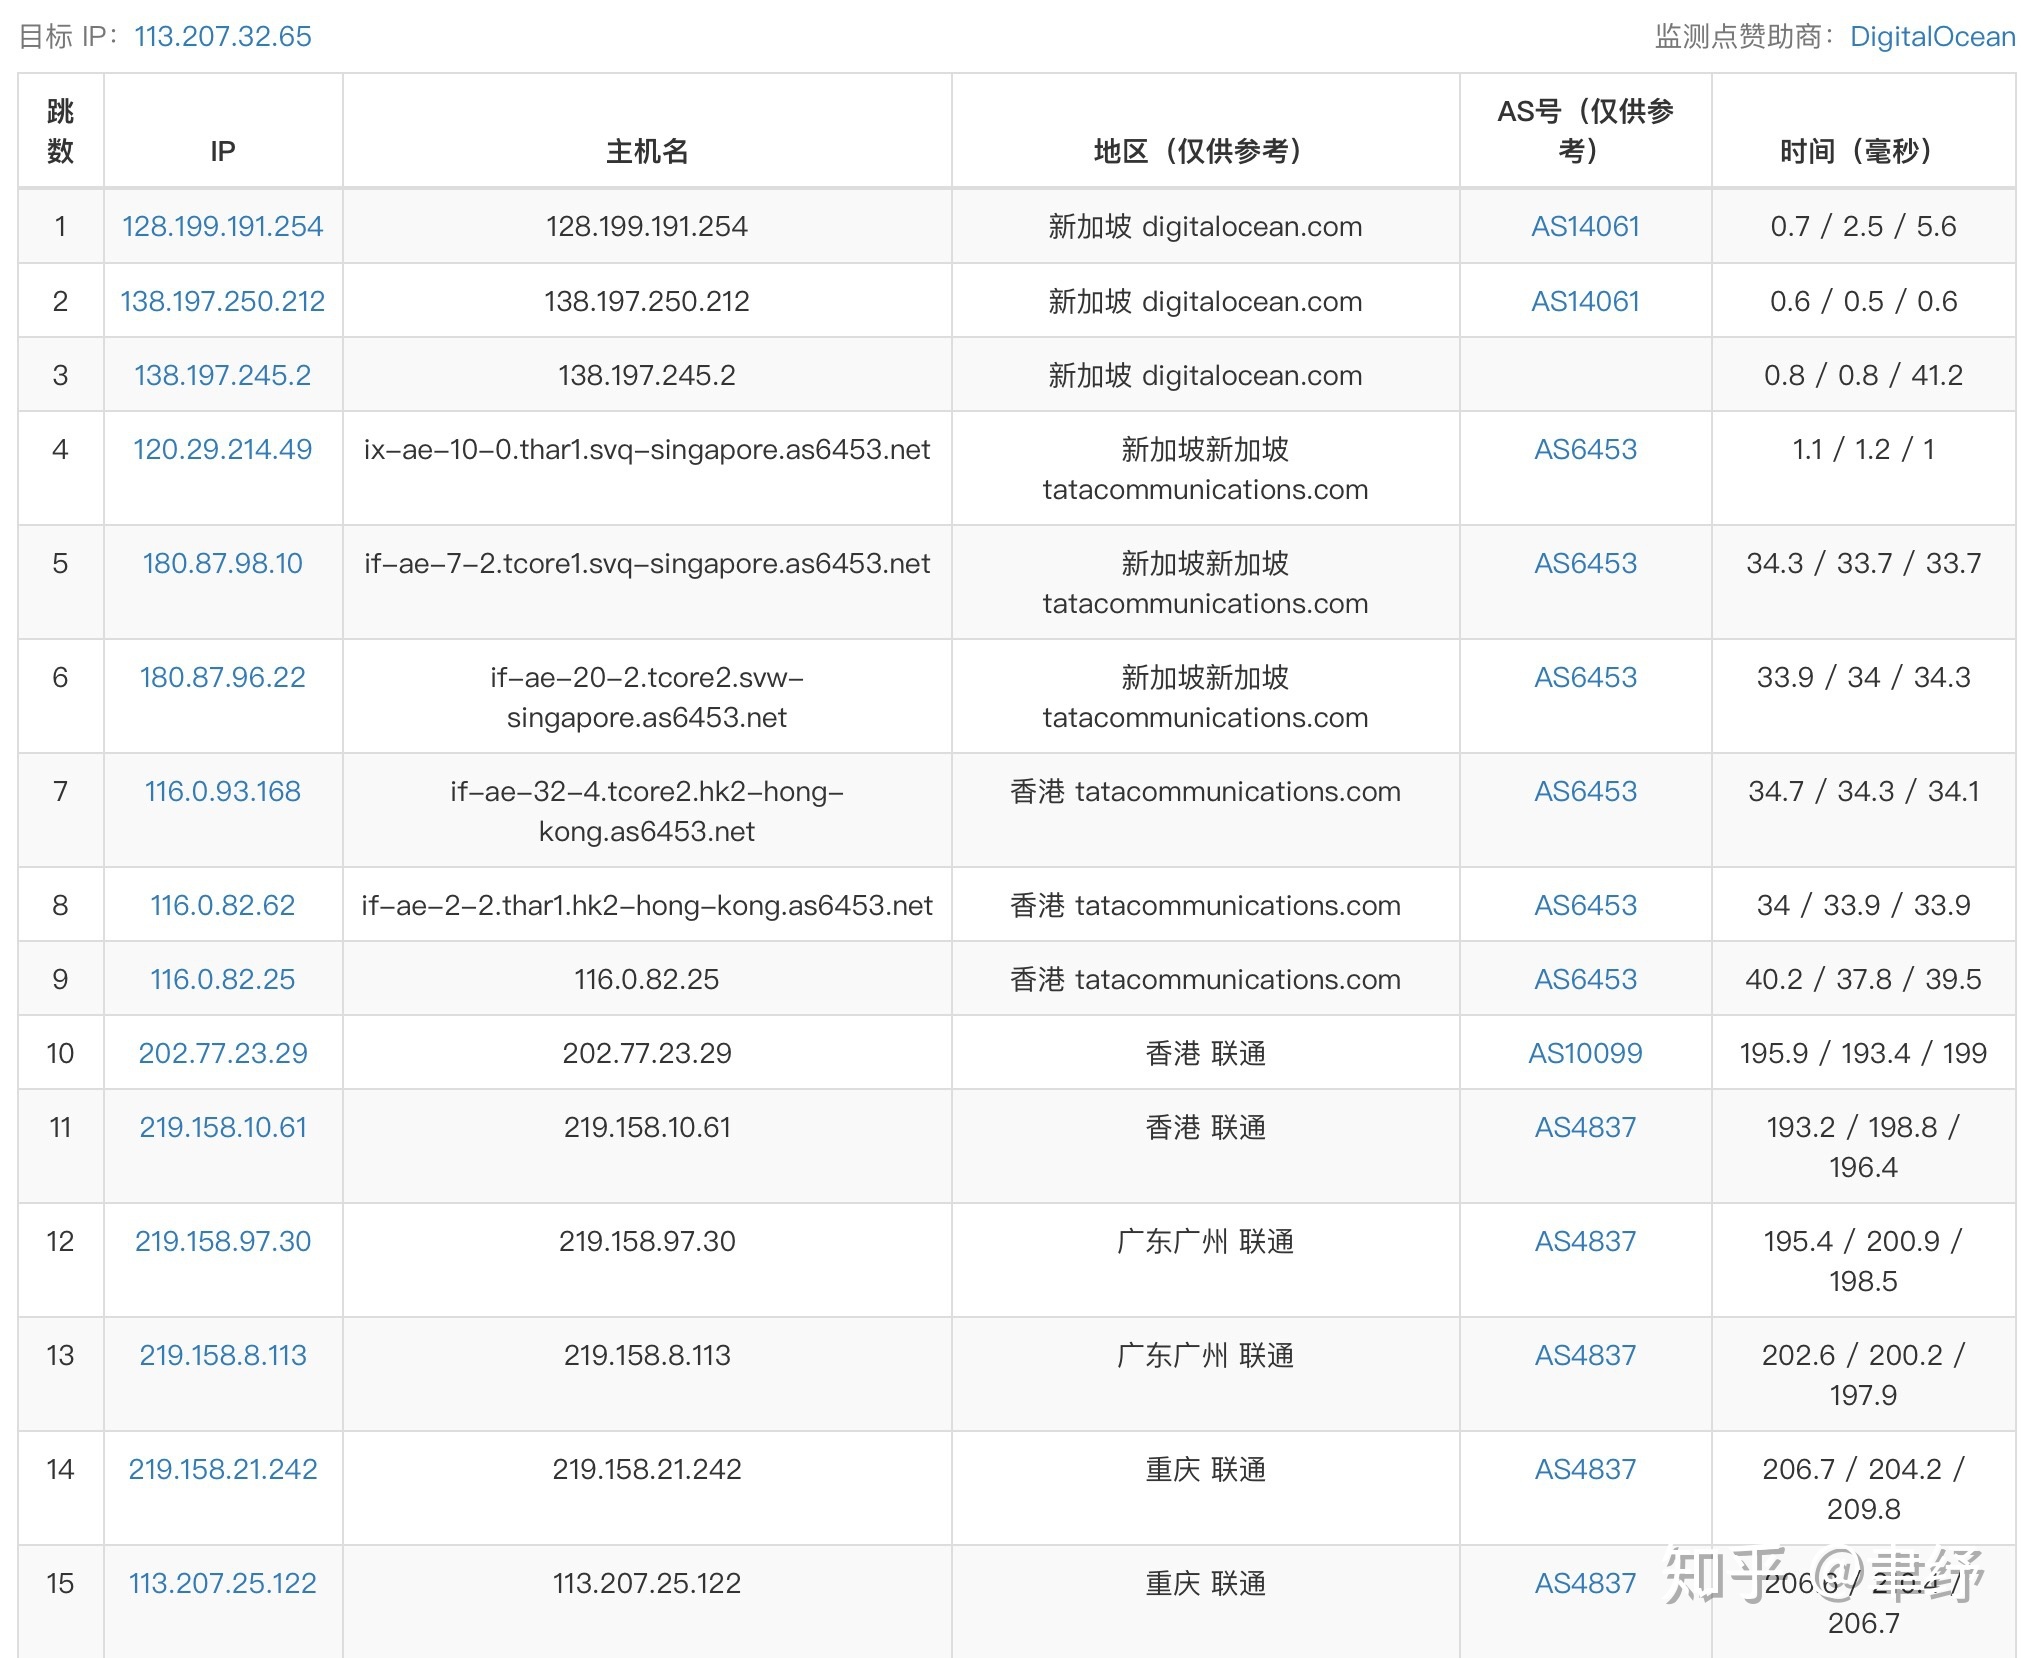 目标 IP： 113.207.32.65 监测点赞助商： DigitalOcean
跳数 IP 主机名 地区（仅供参考） AS号（仅供参考） 时间（毫秒）
1 128.199.191.254 128.199.191.254 新加坡 digitalocean.com AS14061 0.7 / 2.5 / 5.6
2 138.197.250.212 138.197.250.212 新加坡 digitalocean.com AS14061 0.6 / 0.5 / 0.6
3 138.197.245.2 138.197.245.2 新加坡 digitalocean.com 0.8 / 0.8 / 41.2
4 120.29.214.49 ix-ae-10-0.thar1.svq-singapore.as6453.net 新加坡新加坡 AS6453 1.1 / 1.2 / 1
tatacommunications.com
5 180.87.98.10 if-ae-7-2.tcore1.svq-singapore.as6453.net 新加坡新加坡 AS6453 34.3 / 33.7 / 33.7
tatacommunications.com
6 180.87.96.22 if-ae-20-2.tcore2.svw- 新加坡新加坡 AS6453 33.9 / 34 / 34.3
singapore.as6453.net tatacommunications.com
7 116.0.93.168 if-ae-32-4.tcore2.hk2-hong- 香港 tatacommunications.com AS6453 34.7 / 34.3 / 34.1
kong.as6453.net
8 116.0.82.62 if-ae-2-2.thar1.hk2-hong-kong.as6453.net 香港 tatacommunications.com AS6453 34 / 33.9 / 33.9
9 116.0.82.25 116.0.82.25 香港 tatacommunications.com AS6453 40.2 / 37.8 / 39.5
10 202.77.23.29 202.77.23.29 香港 联通 AS10099 195.9 / 193.4 / 199
11 219.158.10.61 219.158.10.61 香港 联通 AS4837 193.2 / 198.8 /
196.4
12 219.158.97.30 219.158.97.30 广东广州 联通 AS4837 195.4 / 200.9 /
198.5
13 219.158.8.113 219.158.8.113 广东广州 联通 AS4837 202.6 / 200.2 /
197.9
14 219.158.21.242 219.158.21.242 重庆 联通 AS4837 206.7 / 204.2 /
209.8
15 113.207.25.122 113.207.25.122 重庆 联通 AS4837
206.7
知乎 @聿纾